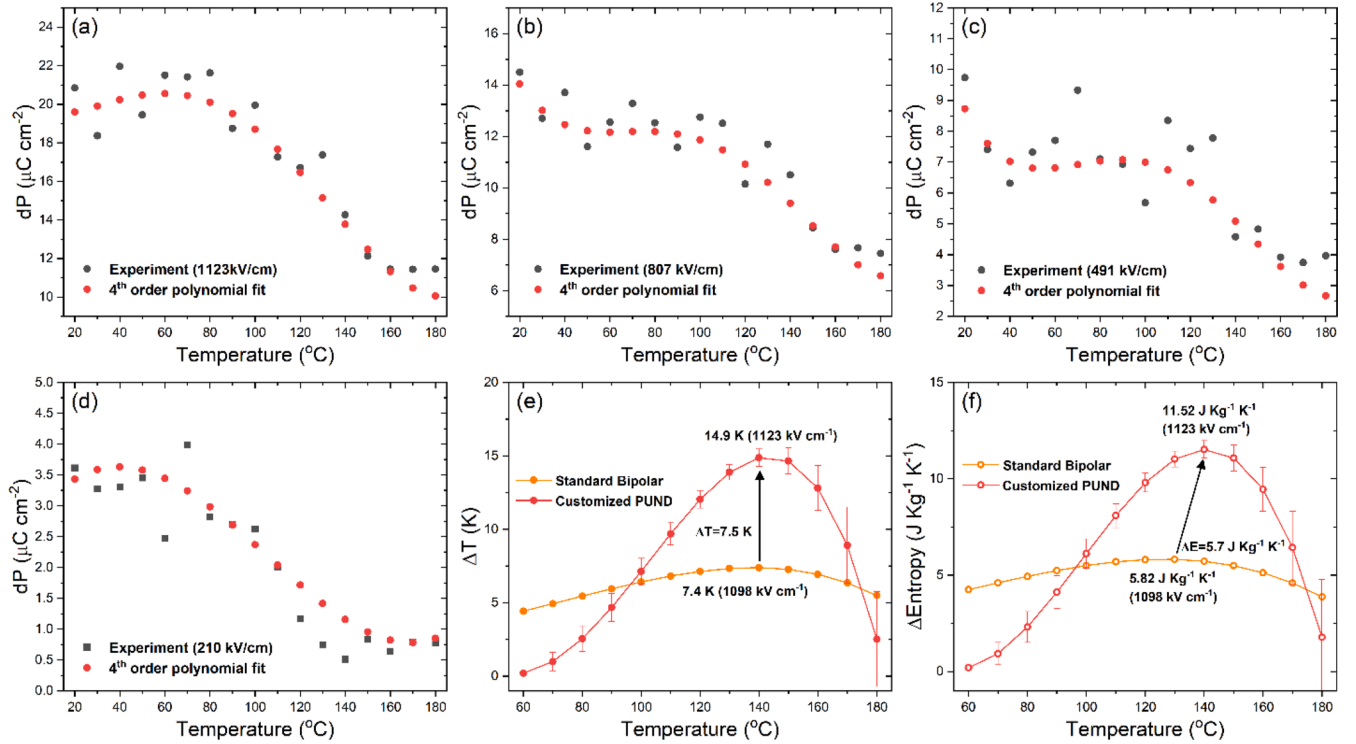 (a)
24
22
20
18
16
14
12
10
dP (μC cm⁻²)
Experiment (1123kV/cm)
4ᵗʰ order polynomial fit
20 40 60 80 100 120 140 160 180
Temperature (°C)
(b)
16
14
12
10
8
6
dP (μC cm⁻²)
Experiment (807 kV/cm)
4ᵗʰ order polynomial fit
20 40 60 80 100 120 140 160 180
Temperature (°C)
(c)
12
11
10
9
8
7
6
5
4
3
2
dP (μC cm⁻²)
Experiment (491 kV/cm)
4ᵗʰ order polynomial fit
20 40 60 80 100 120 140 160 180
Temperature (°C)
(d)
5.0
4.5
4.0
3.5
3.0
2.5
2.0
1.5
1.0
0.5
0.0
dP (μC cm⁻²)
Experiment (210 kV/cm)
4ᵗʰ order polynomial fit
20 40 60 80 100 120 140 160 180
Temperature (°C)
(e)
20
15
10
5
0
ΔT (K)
14.9 K (1123 kV cm⁻¹)
Standard Bipolar
Customized PUND
ΔT=7.5 K
7.4 K (1098 kV cm⁻¹)
60 80 100 120 140 160 180
Temperature (°C)
(f)
15
10
5
0
ΔEntropy (J Kg⁻¹ K⁻¹)
11.52 J Kg⁻¹ K⁻¹
(1123 kV cm⁻¹)
Standard Bipolar
Customized PUND
ΔE=5.7 J Kg⁻¹ K⁻¹
5.82 J Kg⁻¹ K⁻¹
(1098 kV cm⁻¹)
60 80 100 120 140 160 180
Temperature (°C)